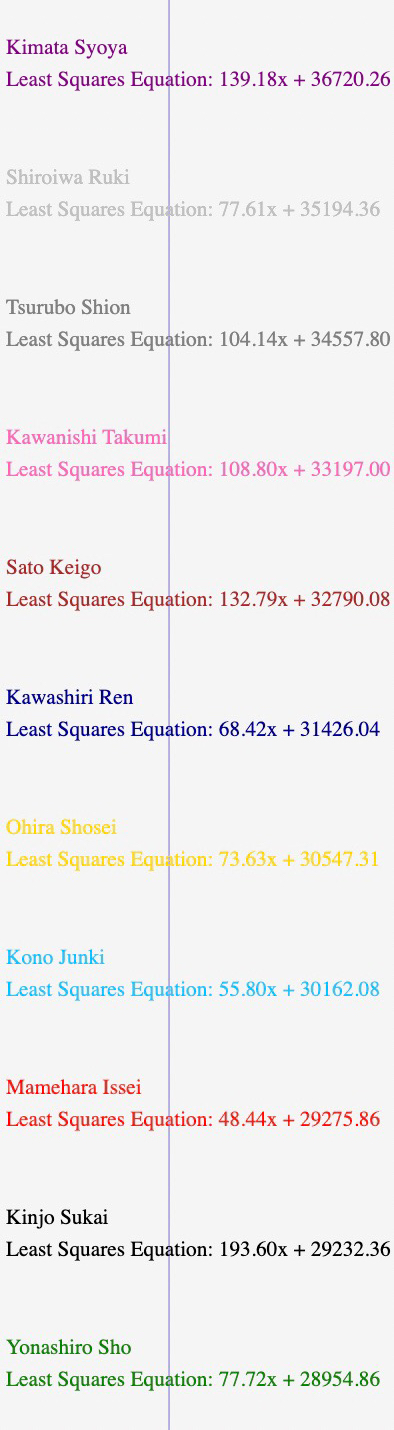 Kimata Syoya
Least Squares Equation: 139.18x + 36720.26
Shiroiwa Ruki
Least Squares Equation: 77.61x + 35194.36
Tsurubo Shion
Least Squares Equation: 104.14x + 34557.80
Kawanishi Takumi
Least Squares Equation: 108.80x + 33197.00
Sato Keigo
Least Squares Equation: 132.79x + 32790.08
Kawashiri Ren
Least Squares Equation: 68.42x + 31426.04
Ohira Shosei
Least Squares Equation: 73.63x + 30547.31
Kono Junki
Least Squares Equation: 55.80x + 30162.08
Mamehara Issei
Least Squares Equation: 48.44x + 29275.86
Kinjo Sukai
Least Squares Equation: 193.60x + 29232.36
Yonashiro Sho
Least Squares Equation: 77.72x + 28954.86